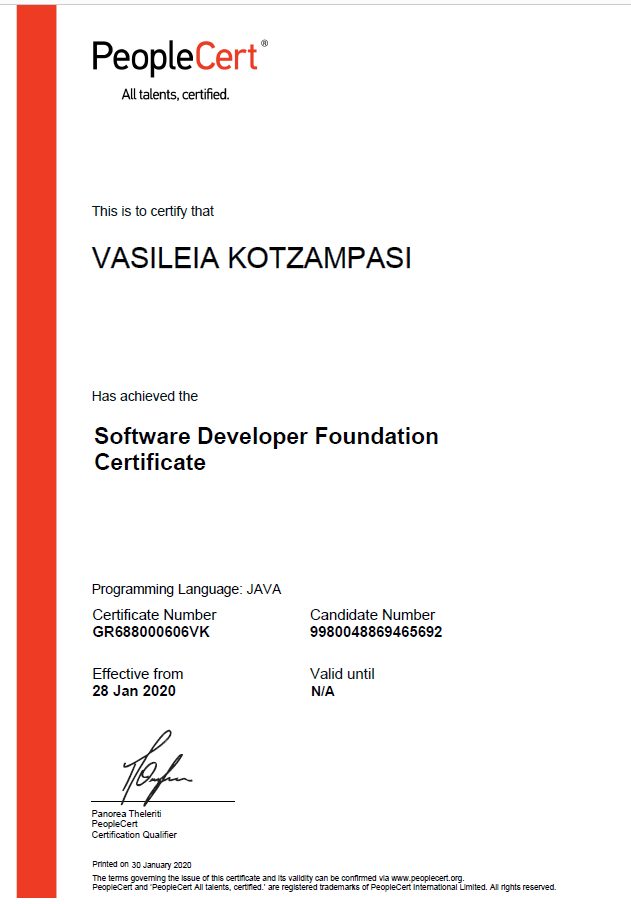 PeopleCert®
All talents, certified.
This is to certify that
VASILEIA KOTZAMPASI
Has achieved the
Software Developer Foundation
Certificate
Programming Language: JAVA
Certificate Number
GR688000606VK
Candidate Number
9980048869465692
Effective from
28 Jan 2020
Valid until
N/A
Panorea Theleriti
PeopleCert
Certification Qualifier
Printed on 30 January 2020
The terms governing the issue of this certificate and its validity can be confirmed via www.peoplecert.org.
PeopleCert and 'PeopleCert All talents, certified.' are registered trademarks of PeopleCert International Limited. All rights reserved.